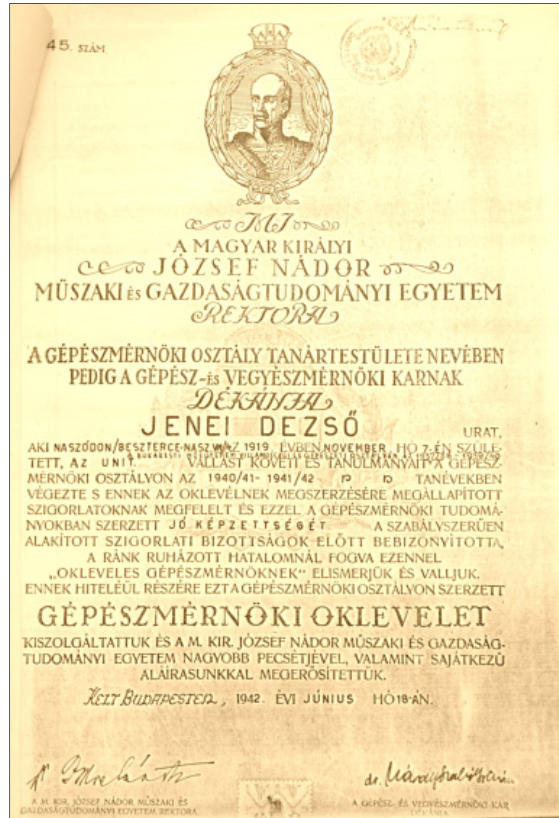 45. SZÁM
MI
A MAGYAR KIRÁLYI
JÓZSEF NÁDOR
MŰSZAKI ÉS GAZDASÁGTUDOMÁNYI EGYETEM
REKTORA
A GÉPÉSZMÉRNÖKI OSZTÁLY TANÁRTESTÜLETE NEVÉBEN
PEDIG A GÉPÉSZ- ÉS VEGYÉSZMÉRNÖKI KARNAK
DÉKÁNJA
JENEI DEZSŐ URAT,
AKI NASZÓDON/BESZTERCE-NASZÓD AZ 1919. ÉVBEN NOVEMBER HÓ 7-ÉN SZÜLE-
TETT, AZ UNIT. VALLÁST KÖVETI ÉS TANULMÁNYAIT A GÉPÉSZ-
MÉRNÖKI OSZTÁLYON AZ 1940/41- 1941/42 TANÉVEKBEN
VÉGEZTE S ENNEK AZ OKLEVÉLNEK MEGSZERZÉSÉRE MEGÁLLAPÍTOTT
SZIGORLATOKNAK MEGFELELT ÉS EZZEL A GÉPÉSZMÉRNÖKI TUDOMÁ-
NYOKBAN SZERZETT JÓ KÉPZETTSÉGÉT A SZABÁLYSZERŰEN
ALAKÍTOTT SZIGORLATI BIZOTTSÁGOK ELŐTT BEBIZONYÍTOTTA,
A RÁNK RUHÁZOTT HATALOMNÁL FOGVA EZENNEL
„OKLEVELES GÉPÉSZMÉRNÖKNEK" ELISMERJÜK ÉS VALLJUK.
ENNEK HITELÉÜL RÉSZÉRE EZT A GÉPÉSZMÉRNÖKI OSZTÁLYON SZERZETT
GÉPÉSZMÉRNÖKI OKLEVELET
KISZOLGÁLTATTUK ÉS A M. KIR. JÓZSEF NÁDOR MŰSZAKI ÉS GAZDASÁG-
TUDOMÁNYI EGYETEM NAGYOBB PECSÉTJÉVEL, VALAMINT SAJÁTKEZŰ
ALÁÍRASUNKKAL MEGERŐSÍTETTÜK.
KELT BUDAPESTEN, 1942. ÉVI JÚNIUS HÓ 18-ÁN.
A M. KIR. JÓZSEF NÁDOR MŰSZAKI ÉS
GAZDASÁGTUDOMÁNYI EGYETEM REKTORA
A GÉPÉSZ- ÉS VEGYÉSZMÉRNÖKI KAR
DÉKÁNJA